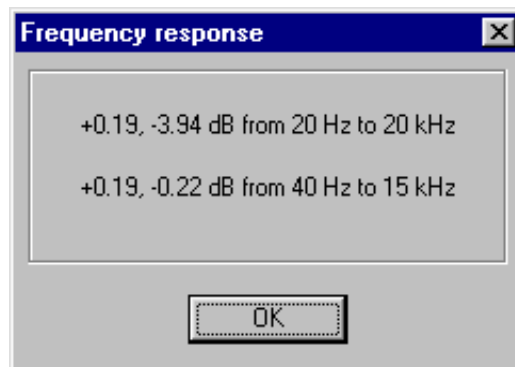 Frequency response
+0.19, -3.94 dB from 20 Hz to 20 kHz
+0.19, -0.22 dB from 40 Hz to 15 kHz
OK